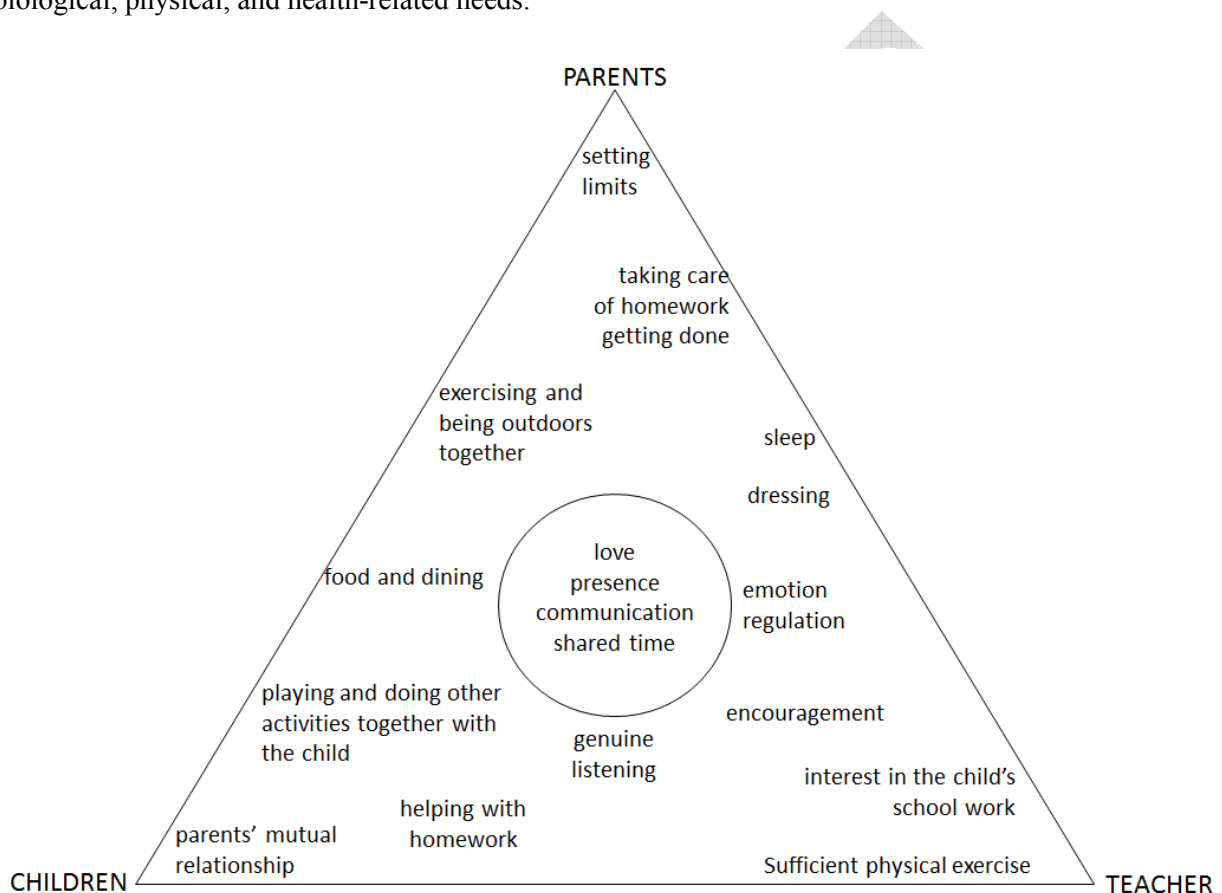 biological, physical, and health-related needs.
PARENTS
setting
limits
taking care
of homework
getting done
exercising and
being outdoors
together
sleep
dressing
food and dining
love
presence
communication
shared time
emotion
regulation
playing and doing other
activities together with
the child
encouragement
genuine
listening
interest in the child's
school work
helping with
homework
parents' mutual
relationship
Sufficient physical exercise
CHILDREN
TEACHER